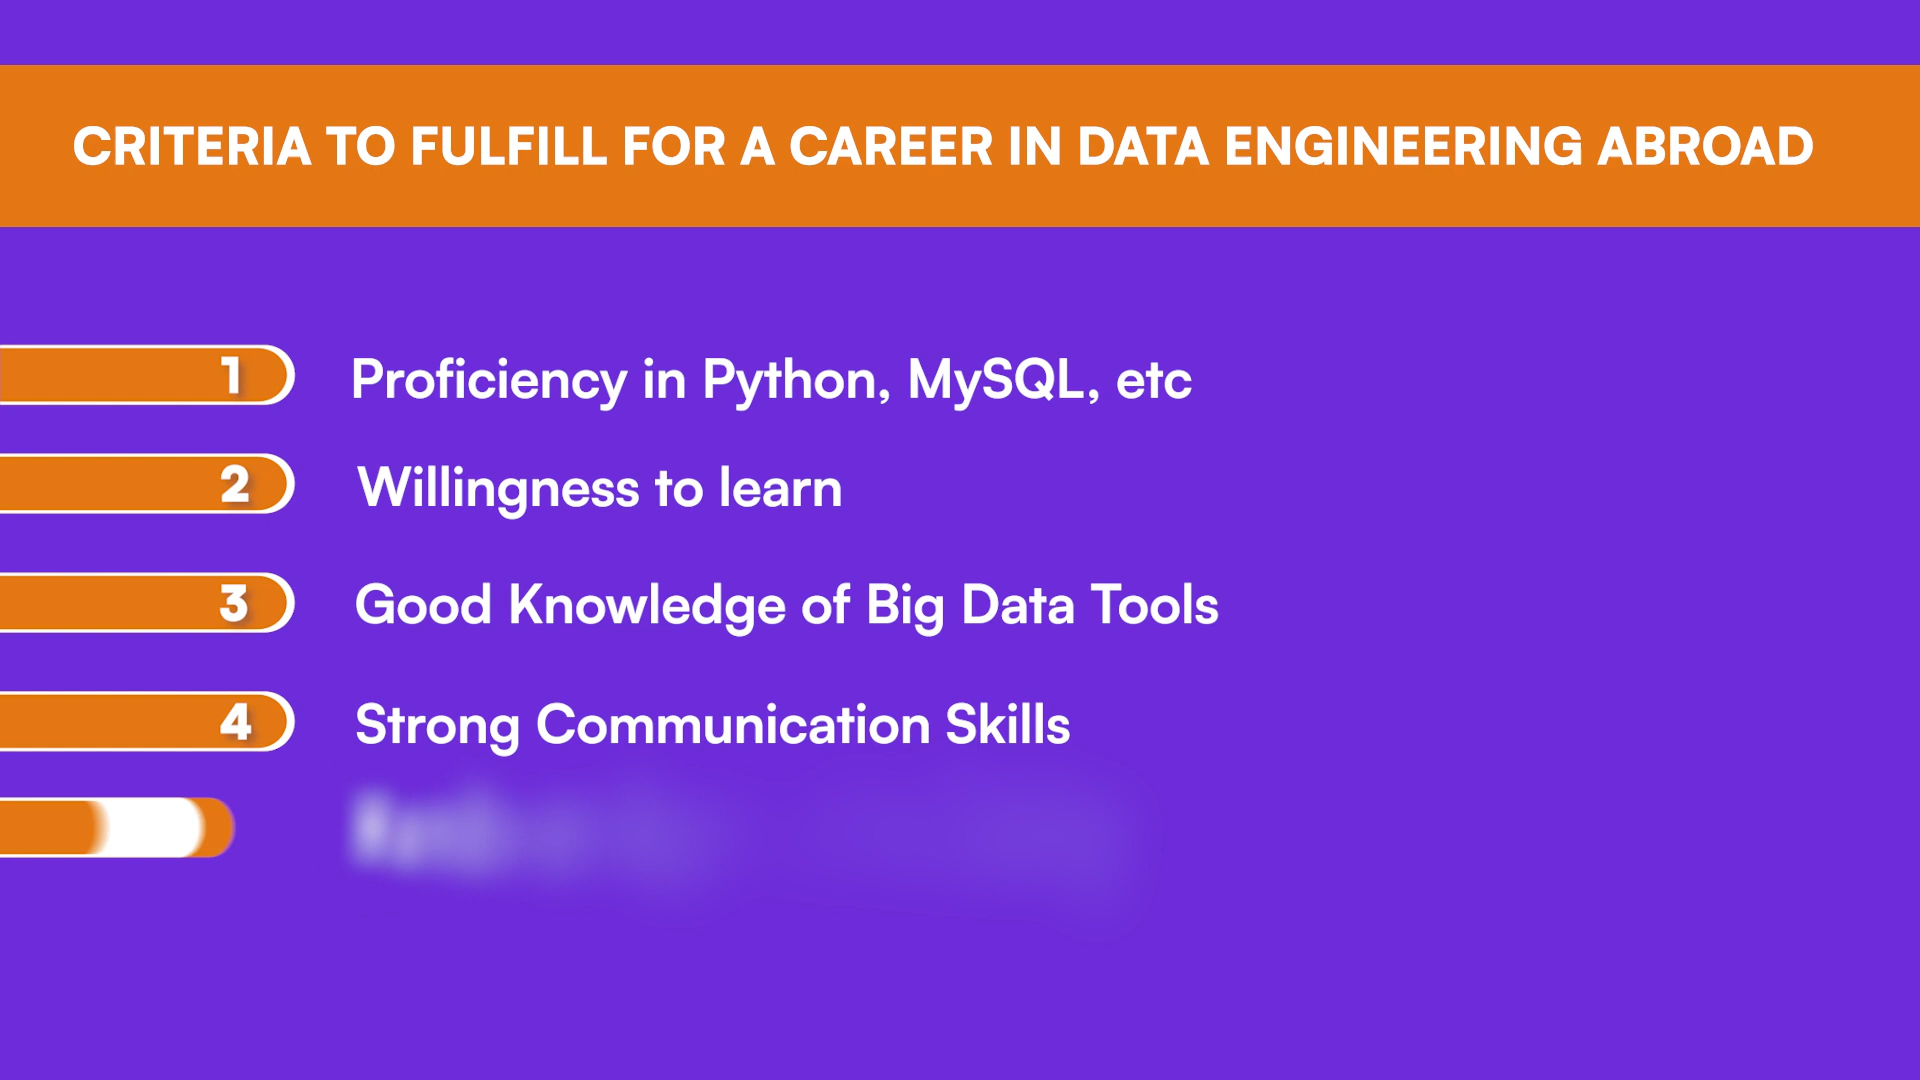 CRITERIA TO FULFILL FOR A CAREER IN DATA ENGINEERING ABROAD
1 Proficiency in Python, MySQL, etc
2 Willingness to learn
3 Good Knowledge of Big Data Tools
4 Strong Communication Skills